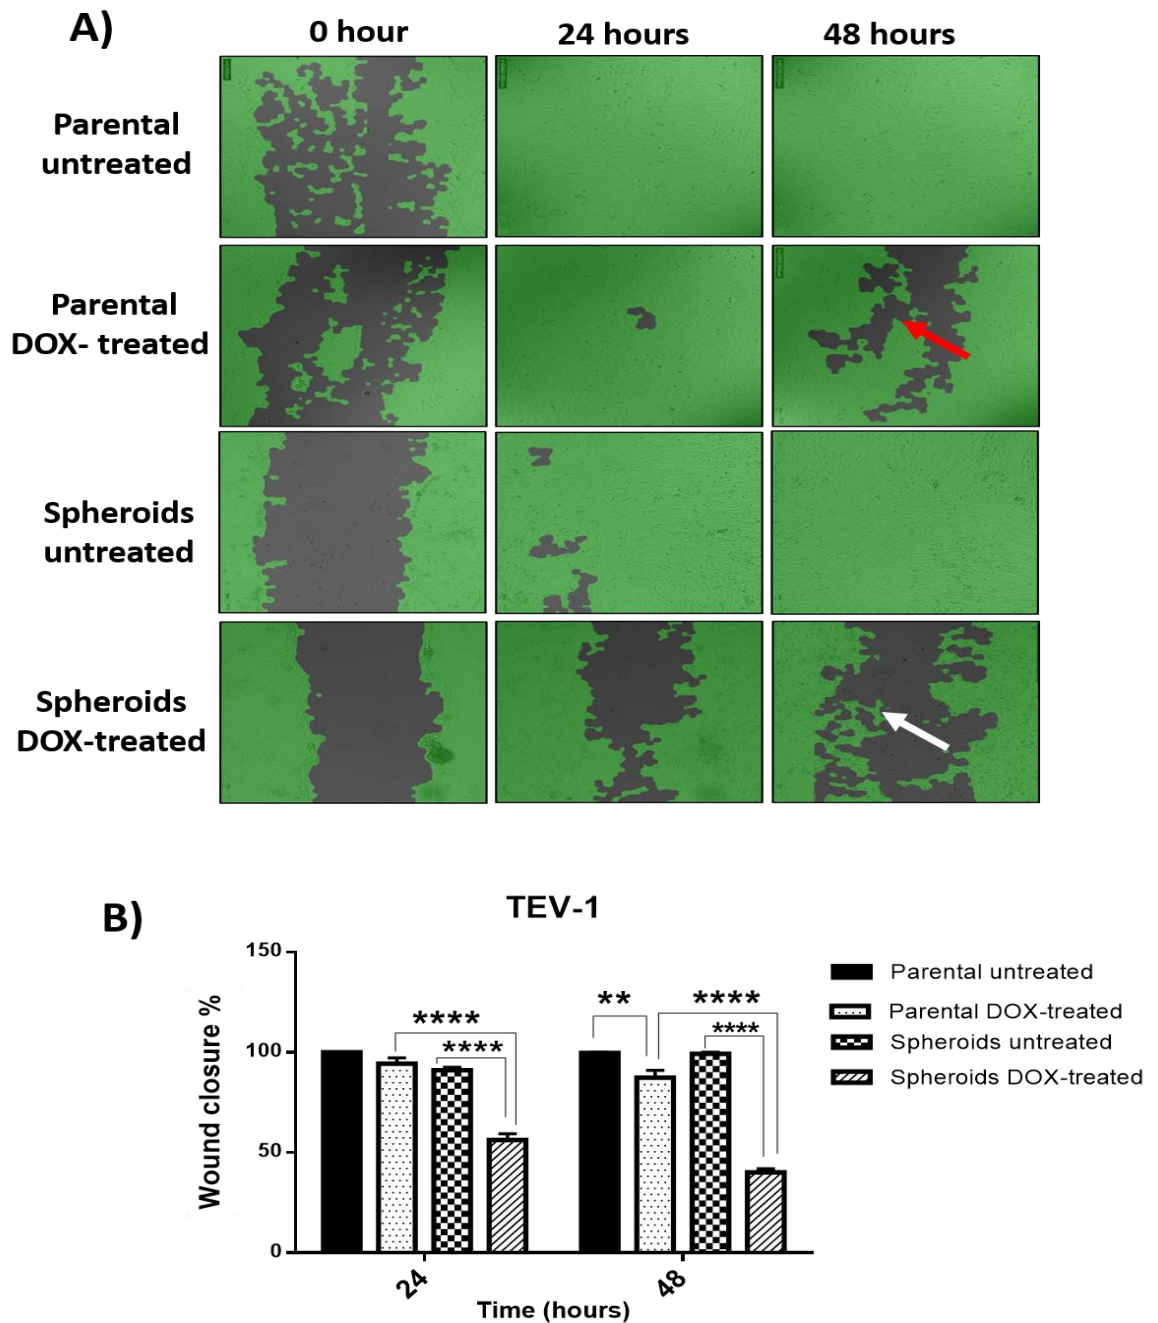 A)
0 hour
24 hours
48 hours
Parental
untreated
Parental
DOX- treated
Spheroids
untreated
Spheroids
DOX-treated
B)
TEV-1
Wound closure %
150
100
50
0
****
****
**
****
****
24
48
Time (hours)
Parental untreated
Parental DOX-treated
Spheroids untreated
Spheroids DOX-treated